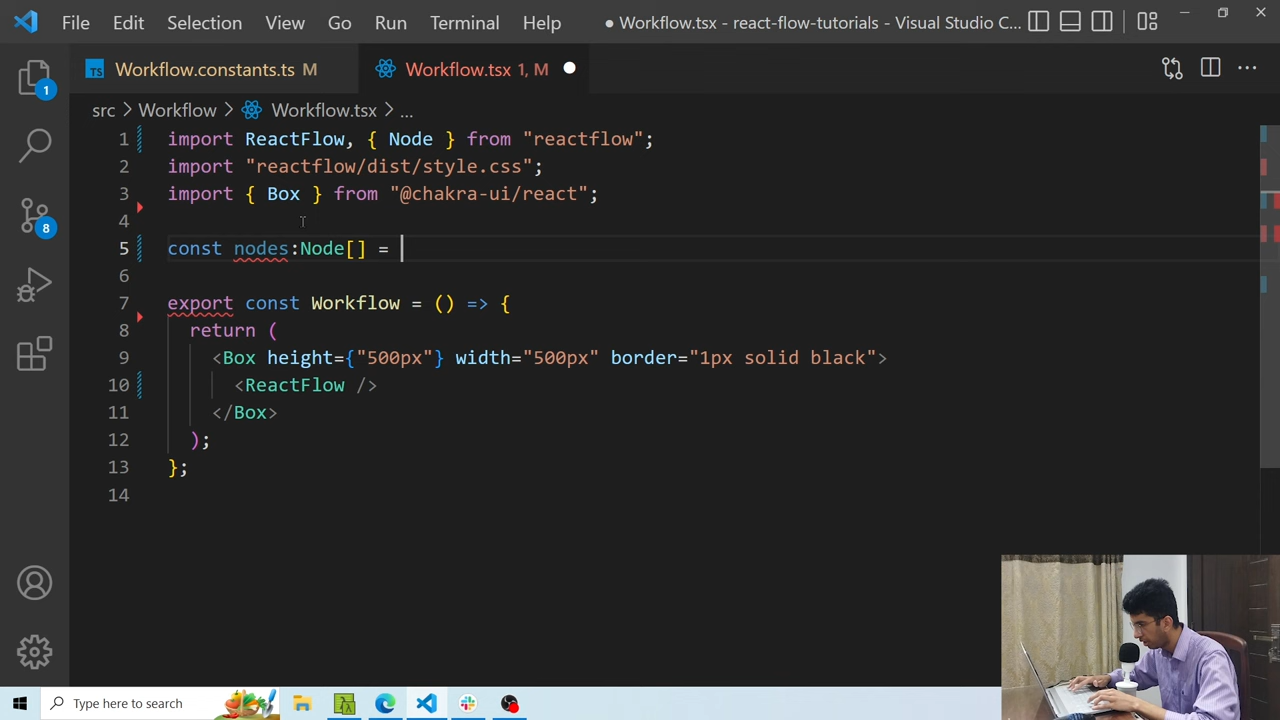 File Edit Selection View Go Run Terminal Help ● Workflow.tsx - react-flow-tutorials - Visual Studio C...
TS Workflow.constants.ts M Workflow.tsx 1, M
src > Workflow > Workflow.tsx > ...
1 import ReactFlow, { Node } from "reactflow";
2 import "reactflow/dist/style.css";
3 import { Box } from "@chakra-ui/react";
4
5 const nodes:Node[] =
6
7 export const Workflow = () => {
8 return (
9 <Box height={"500px"} width="500px" border="1px solid black">
10 <ReactFlow />
11 </Box>
12 );
13 };
14
1
8
Type here to search